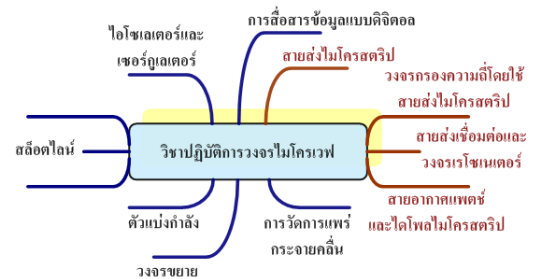 การสื่อสารข้อมูลแบบดิจิตอล
ไอโซเลเตอร์และ
เซอร์กูเลเตอร์
สายส่งไมโครสตริป
วงจรกรองความถี่โดยใช้
สายส่งไมโครสตริป
สล็อตไลน์
วิชาปฏิบัติการวงจรไมโครเวฟ
สายส่งเชื่อมต่อและ
วงจรเรโซเนเตอร์
สายอากาศแพตช์
และไดโพลไมโครสตริป
ตัวแบ่งกำลัง
การวัดการแพร่
กระจายคลื่น
วงจรขยาย